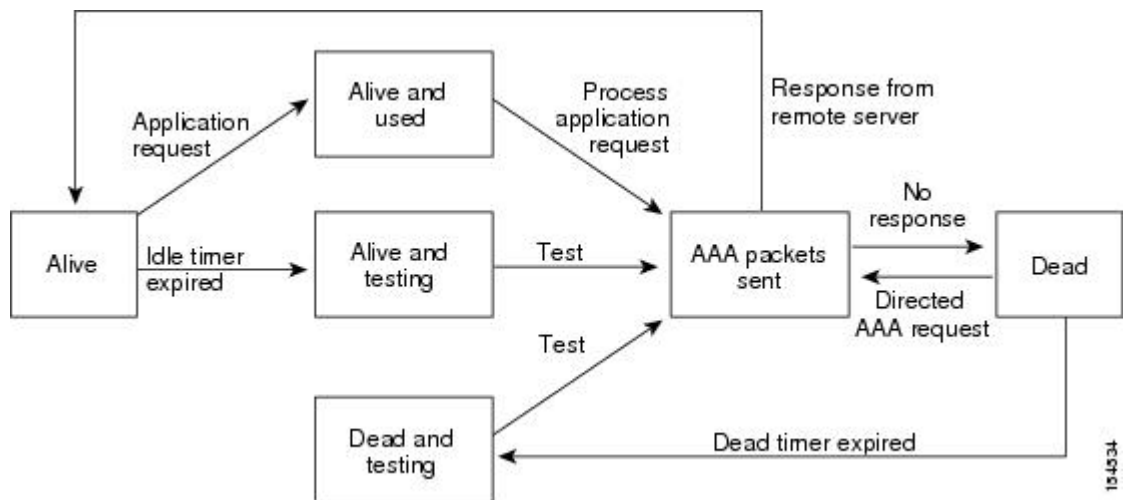 Response from
remote server
Alive and
used
Process
application
request
Application
request
No
response
Alive
Idle timer
expired
Alive and
testing
Test
AAA packets
sent
Dead
Directed
AAA request
Test
Dead and
testing
Dead timer expired
154534